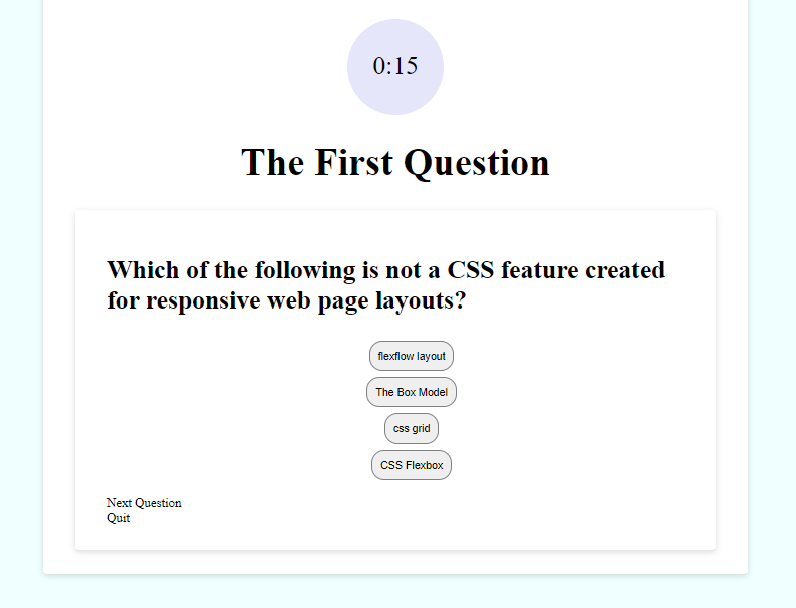 0:15
The First Question
Which of the following is not a CSS feature created
for responsive web page layouts?
flexflow layout
The Box Model
css grid
CSS Flexbox
Next Question
Quit